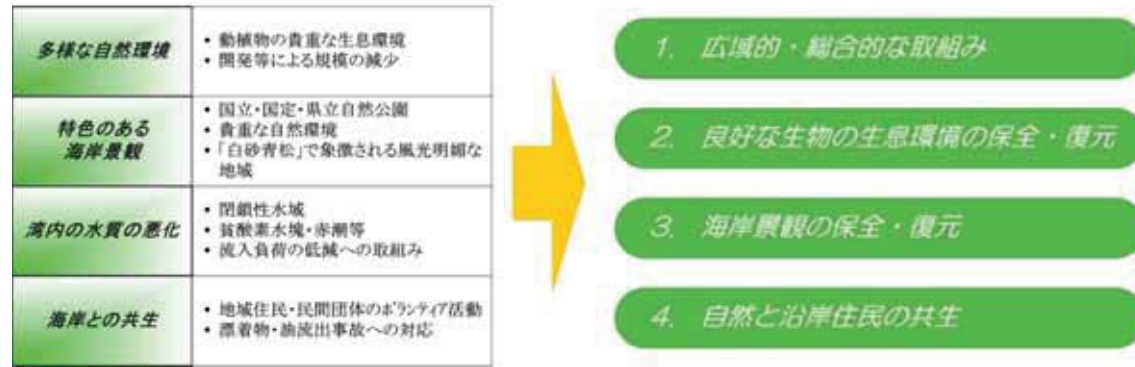 多様な自然環境
• 動植物の貴重な生息環境
• 開発等による規模の減少
特色のある
海岸景観
• 国立・国定・県立自然公園
• 貴重な自然環境
• 「白砂青松」で象徴される風光明媚な
地域
湾内の水質の悪化
• 閉鎖性水域
• 貧酸素水塊・赤潮等
• 流入負荷の低減への取組み
海岸との共生
• 地域住民・民間団体のボランティア活動
• 漂着物・油流出事故への対応
1. 広域的・総合的な取組み
2. 良好な生物の生息環境の保全・復元
3. 海岸景観の保全・復元
4. 自然と沿岸住民の共生